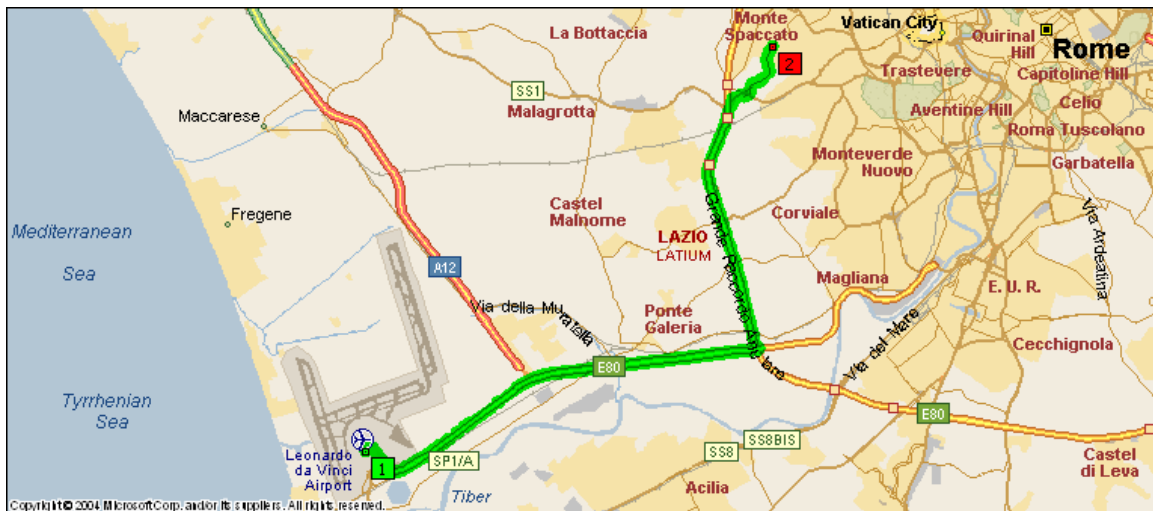 Monte
Spaccato
Vatican City
La Bottaccia
Quirinal
Hill
Rome
2
Trastevere
Capitoline Hill
SS1
Malagrotta
Aventine Hill
Celio
Maccarese
Roma Tuscolano
Monteverde
Nuovo
Garbatella
Castel
Malnome
Fregene
Corviale
Grande Raccordo Anulare
Via Ardeatina
Mediterranean
Sea
LAZIO
LATIUM
A12
Magliana
E. U. R.
Via della Mu
ratella
Ponte
Galeria
Via del Mare
Cecchignola
E80
Tyrrhenian
Sea
E80
SS8BIS
SS8
Leonardo
da Vinci
Airport
1
SP1/A
Castel
di Leva
Tiber
Acilia
Copyright © 2004 Microsoft Corp. and/or its suppliers. All rights reserved.